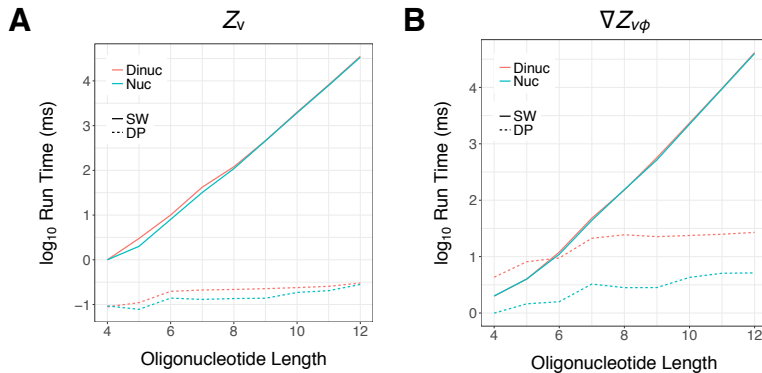 A
Z_v
log₁₀ Run Time (ms)
4
3
2
1
0
−1
Dinuc
Nuc
SW
DP
4 6 8 10 12
Oligonucleotide Length
B
∇Z_vϕ
log₁₀ Run Time (ms)
4
3
2
1
0
Dinuc
Nuc
SW
DP
4 6 8 10 12
Oligonucleotide Length